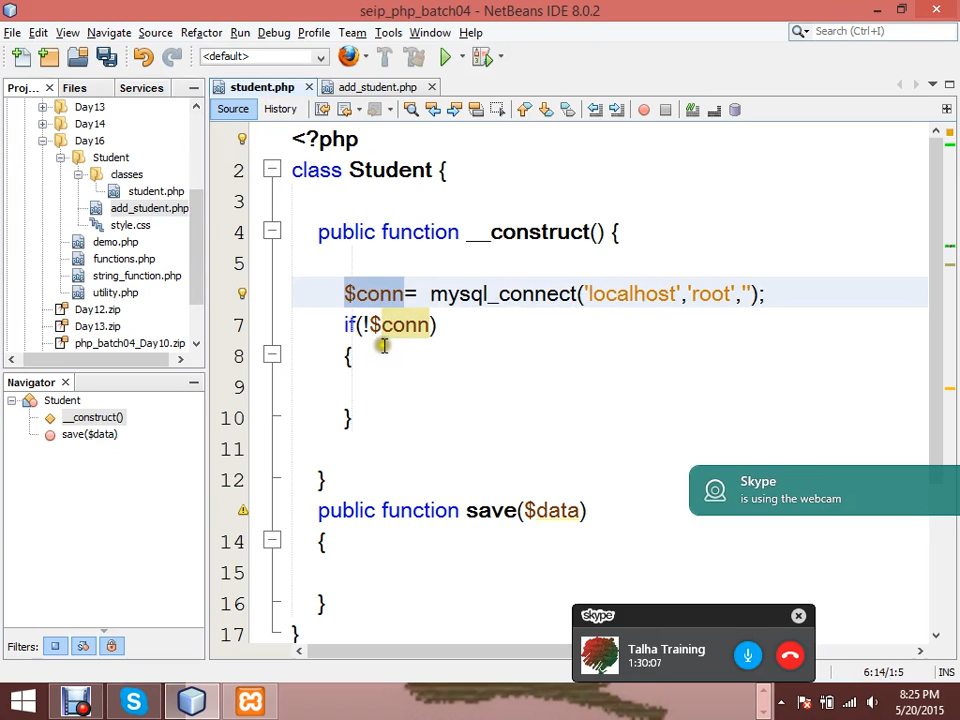 seip_php_batch04 - NetBeans IDE 8.0.2
File Edit View Navigate Source Refactor Run Debug Profile Team Tools Window Help
Search (Ctrl+I)
<default>
Proj... Files Services
student.php add_student.php
Source History
Day13
Day14
Day16
Student
classes
student.php
add_student.php
style.css
demo.php
functions.php
string_function.php
utility.php
Day12.zip
Day13.zip
php_batch04_Day10.zip
Navigator
Student
__construct()
save($data)
Filters:
<?php
2 class Student {
3
4 public function __construct() {
5
$conn= mysql_connect('localhost','root','');
7 if(!$conn)
8 {
9
10 }
11
12 }
public function save($data)
14 {
15
16 }
17 }
Skype
is using the webcam
skype
Talha Training
1:30:07
6:14/1:5 INS
8:25 PM
5/20/2015